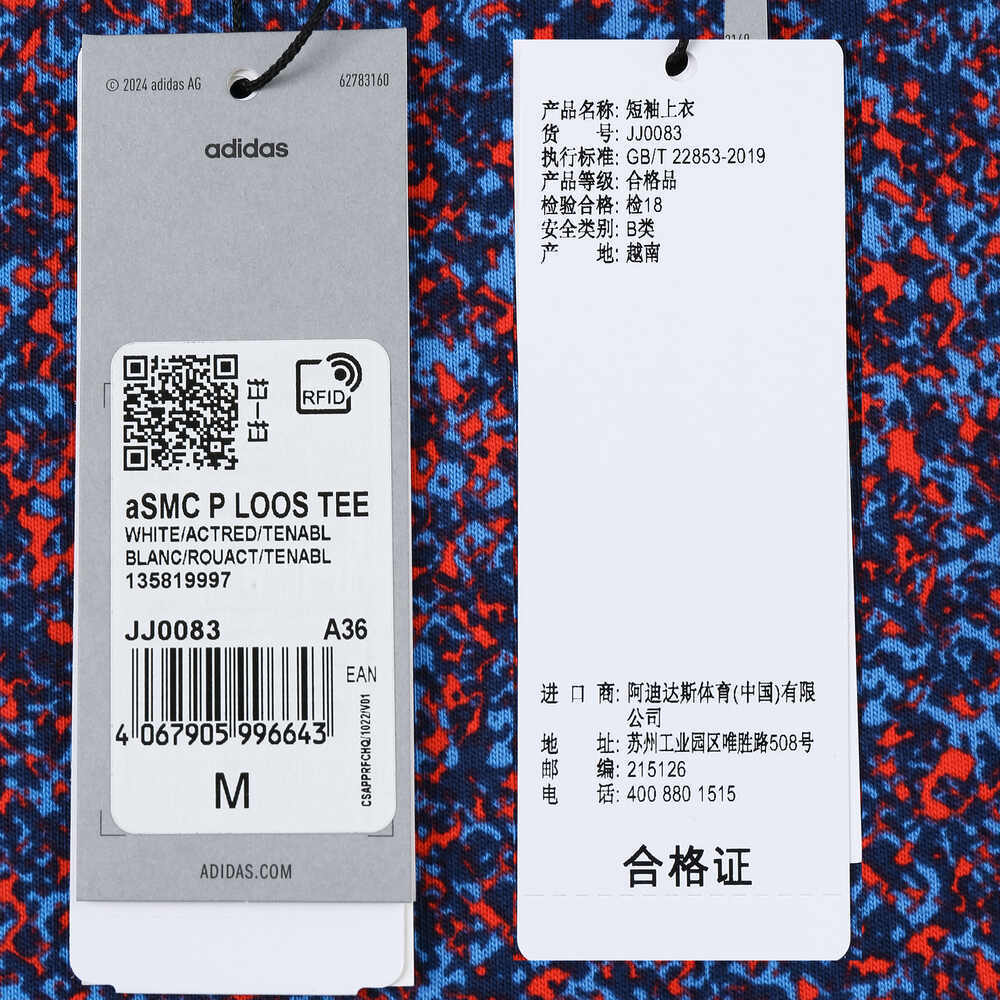 © 2024 adidas AG
62783160
adidas
扫一扫
RFID
aSMC P LOOS TEE
WHITE/ACTRED/TENABL
BLANC/ROUACT/TENABL
135819997
JJ0083 A36
EAN
4 067905 996643
CSAPPRFCHQ/1022/V01
M
ADIDAS.COM
产品名称: 短袖上衣
货 号: JJ0083
执行标准: GB/T 22853-2019
产品等级: 合格品
检验合格: 检18
安全类别: B类
产 地: 越南
进 口 商: 阿迪达斯体育(中国)有限
公司
地 址: 苏州工业园区唯胜路508号
邮 编: 215126
电 话: 400 880 1515
合格证